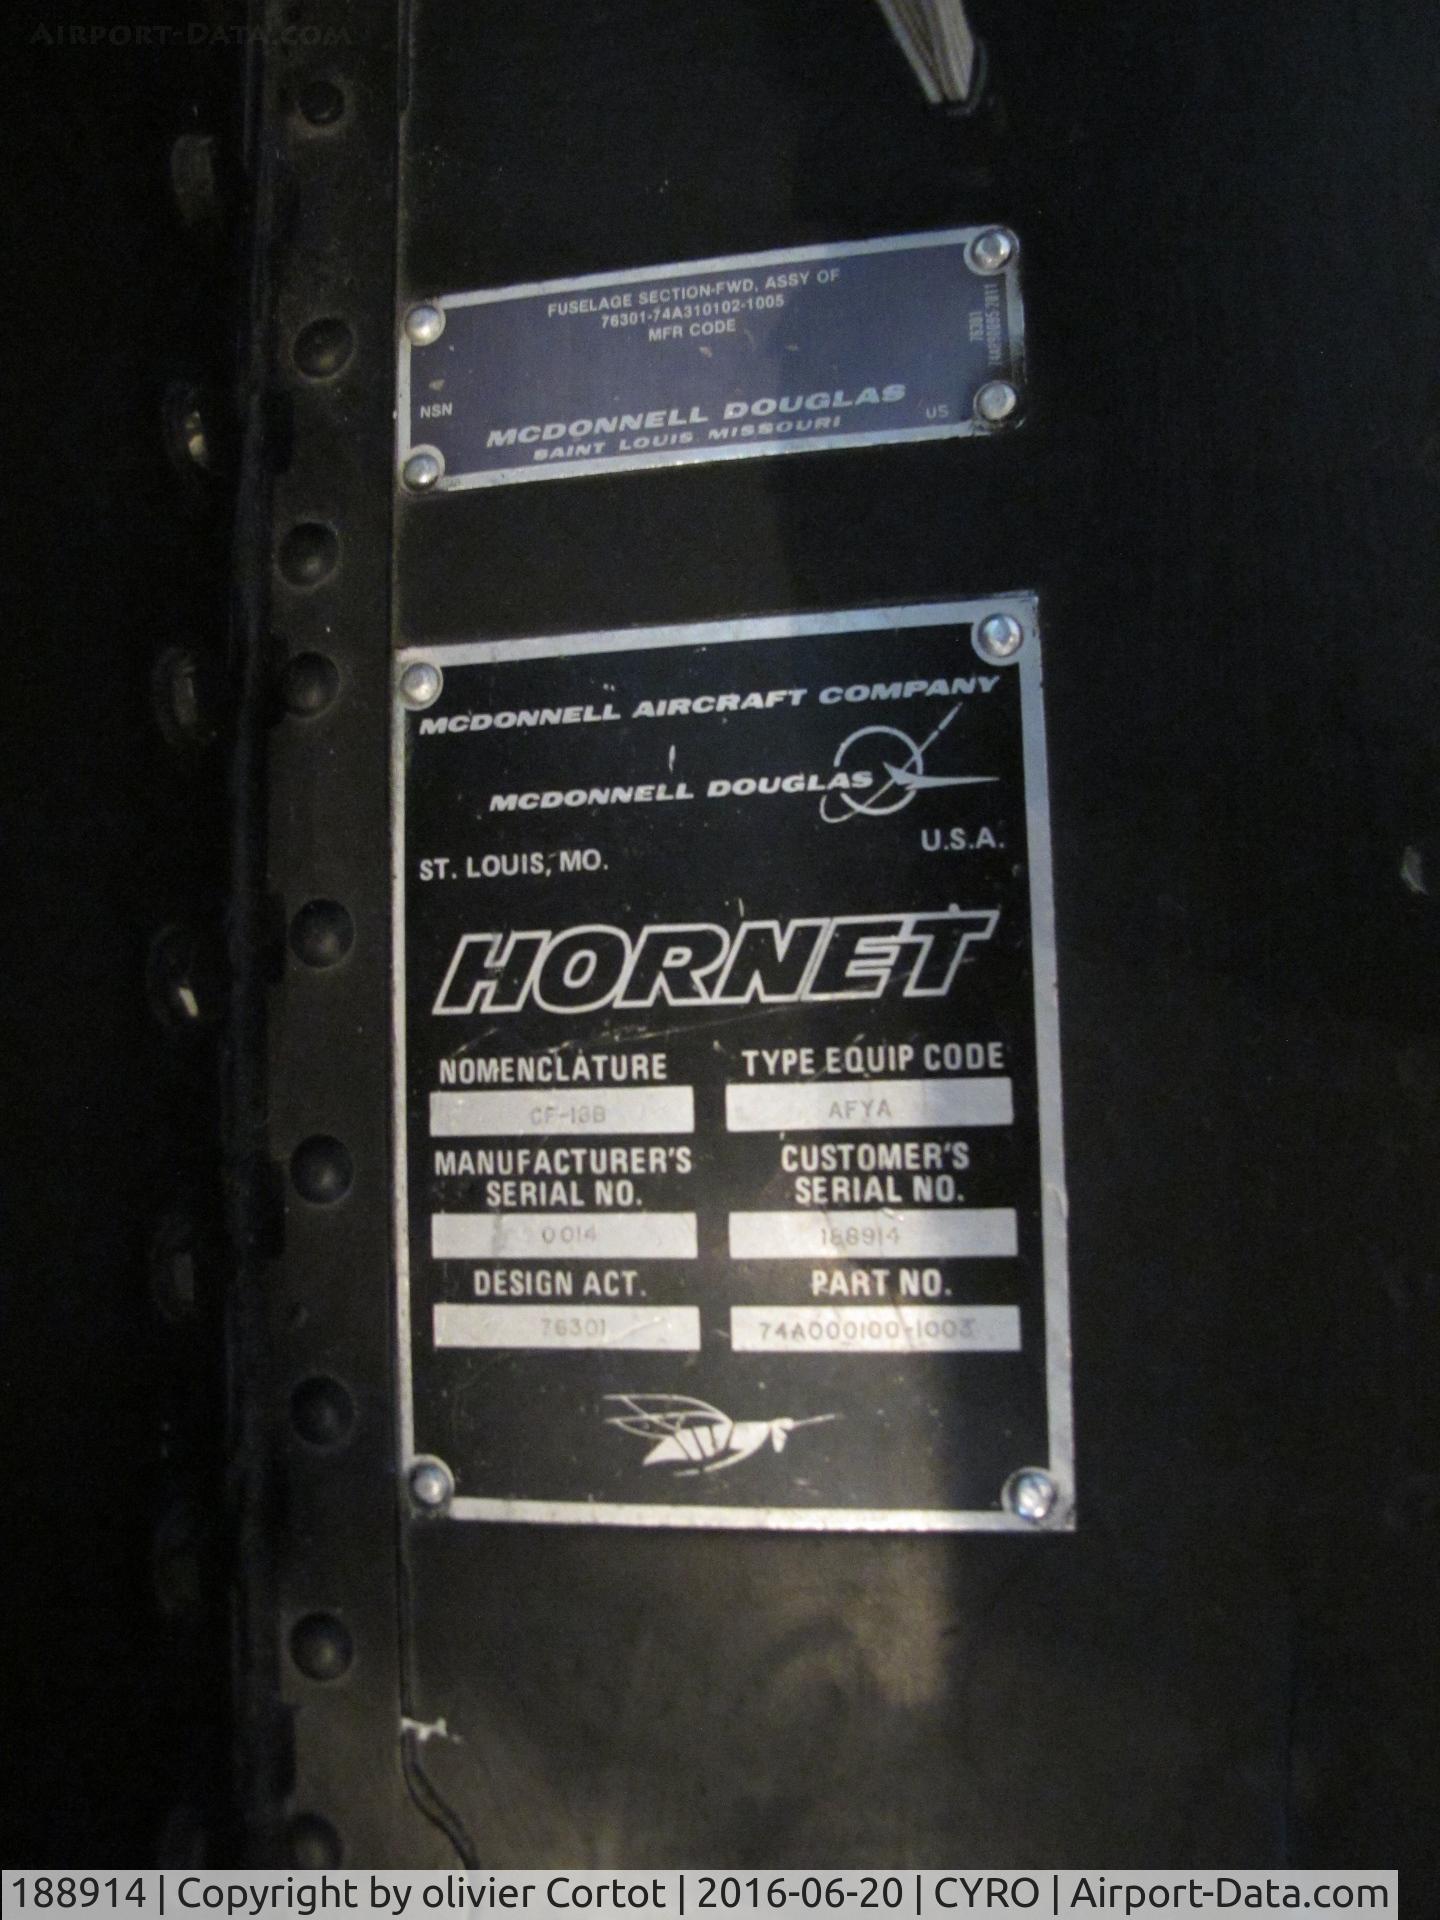 AIRPORT-DATA.COM
FUSELAGE SECTION-FWD, ASSY OF
76301-74A310102-1005
MFR CODE
76301
NSN
MCDONNELL DOUGLAS
US
SAINT LOUIS MISSOURI
MCDONNELL AIRCRAFT COMPANY
MCDONNELL DOUGLAS
ST. LOUIS, MO.
U.S.A.
HORNET
NOMENCLATURE
TYPE EQUIP CODE
CF-18B
AFYA
MANUFACTURER'S
SERIAL NO.
CUSTOMER'S
SERIAL NO.
0014
188914
DESIGN ACT.
PART NO.
76301
74A000100-1003
188914 | Copyright by olivier Cortot | 2016-06-20 | CYRO | Airport-Data.com